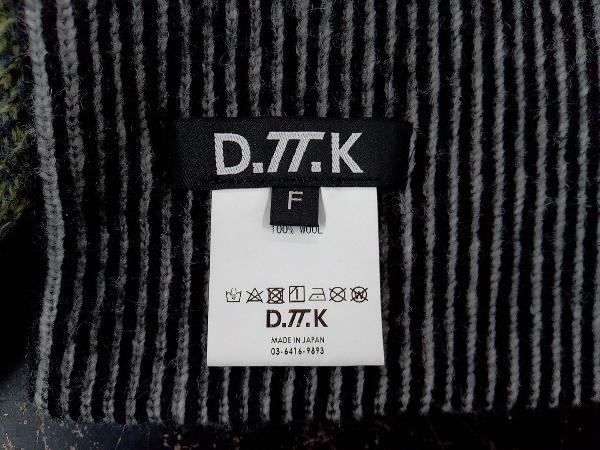 D.TT.K
F
100% WOOL
D.TT.K
MADE IN JAPAN
03-6416-9893